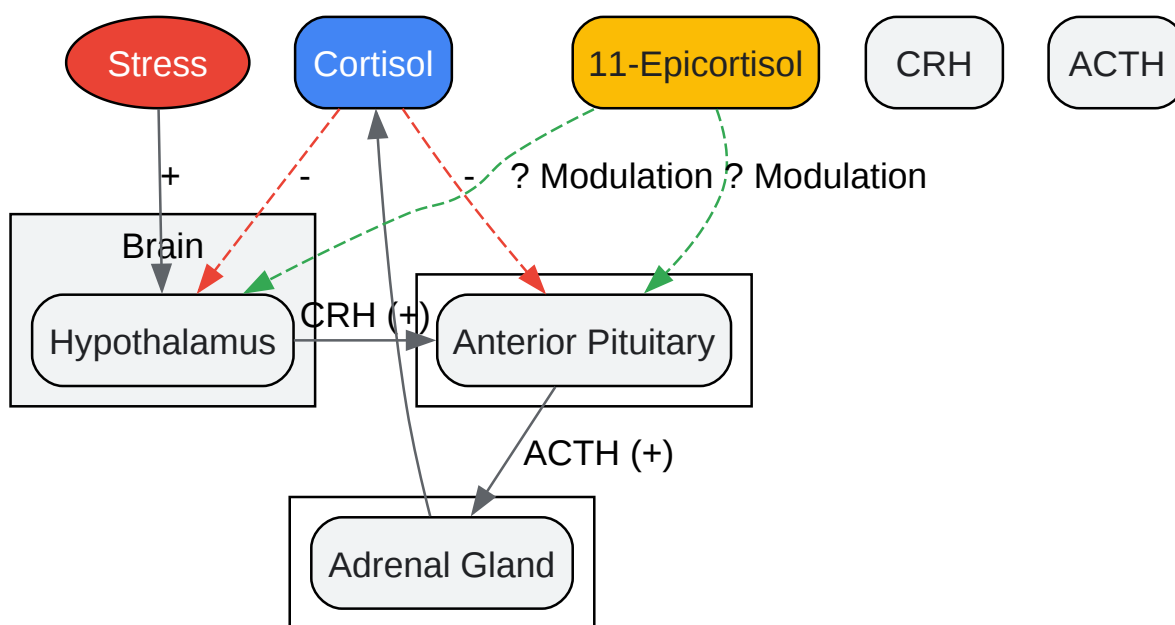 Stress
Cortisol
11-Epicortisol
CRH
ACTH
+
-
-
? Modulation
? Modulation
Brain
CRH (+)
Hypothalamus
Anterior Pituitary
ACTH (+)
Adrenal Gland